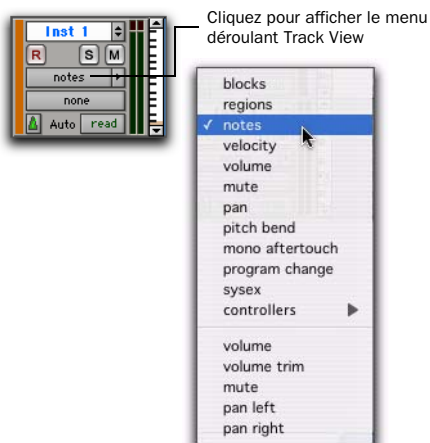 Cliquez pour afficher le menu
déroulant Track View
Inst 1
R S M
notes
none
Auto read
blocks
regions
✓ notes
velocity
volume
mute
pan
pitch bend
mono aftertouch
program change
sysex
controllers
volume
volume trim
mute
pan left
pan right